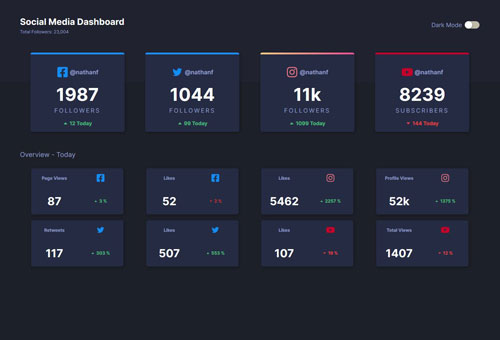 Social Media Dashboard
Total Followers: 23,004
Dark Mode
@nathanf
1987
FOLLOWERS
12 Today
@nathanf
1044
FOLLOWERS
99 Today
@nathanf
11k
FOLLOWERS
1099 Today
@nathanf
8239
SUBSCRIBERS
144 Today
Overview - Today
Page Views
87
3 %
Likes
52
2 %
Likes
5462
2257 %
Profile Views
52k
1375 %
Retweets
117
303 %
Likes
507
553 %
Likes
107
19 %
Total Views
1407
12 %